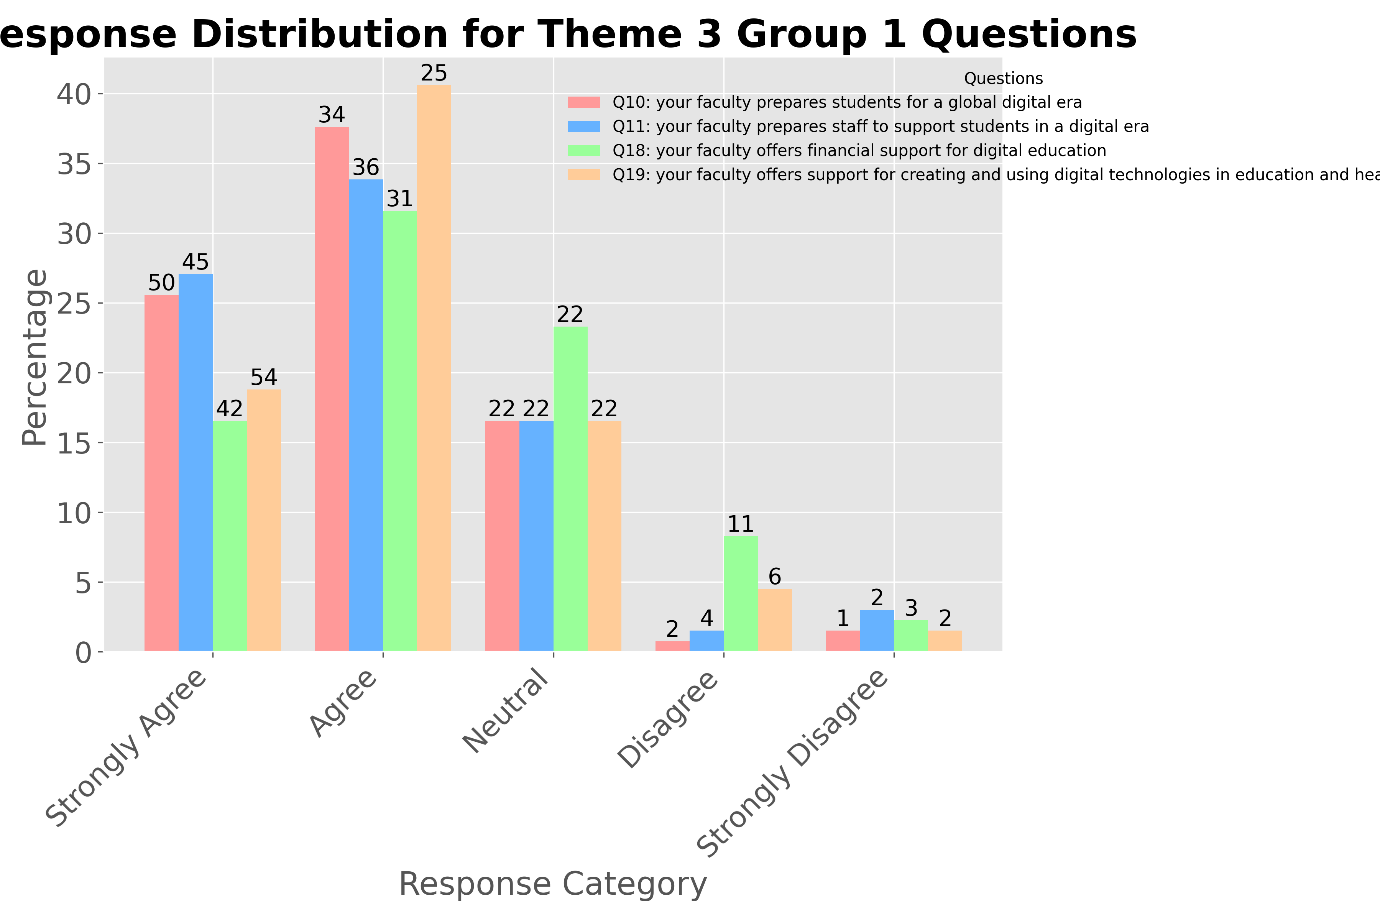 esponse Distribution for Theme 3 Group 1 Questions
Questions
Q10: your faculty prepares students for a global digital era
Q11: your faculty prepares staff to support students in a digital era
Q18: your faculty offers financial support for digital education
Q19: your faculty offers support for creating and using digital technologies in education and hea
Percentage
40
35
30
25
20
15
10
5
0
50 45 42 54
34 36 31 25
22 22 22 22
2 4 11 6
1 2 3 2
Strongly Agree
Agree
Neutral
Disagree
Strongly Disagree
Response Category